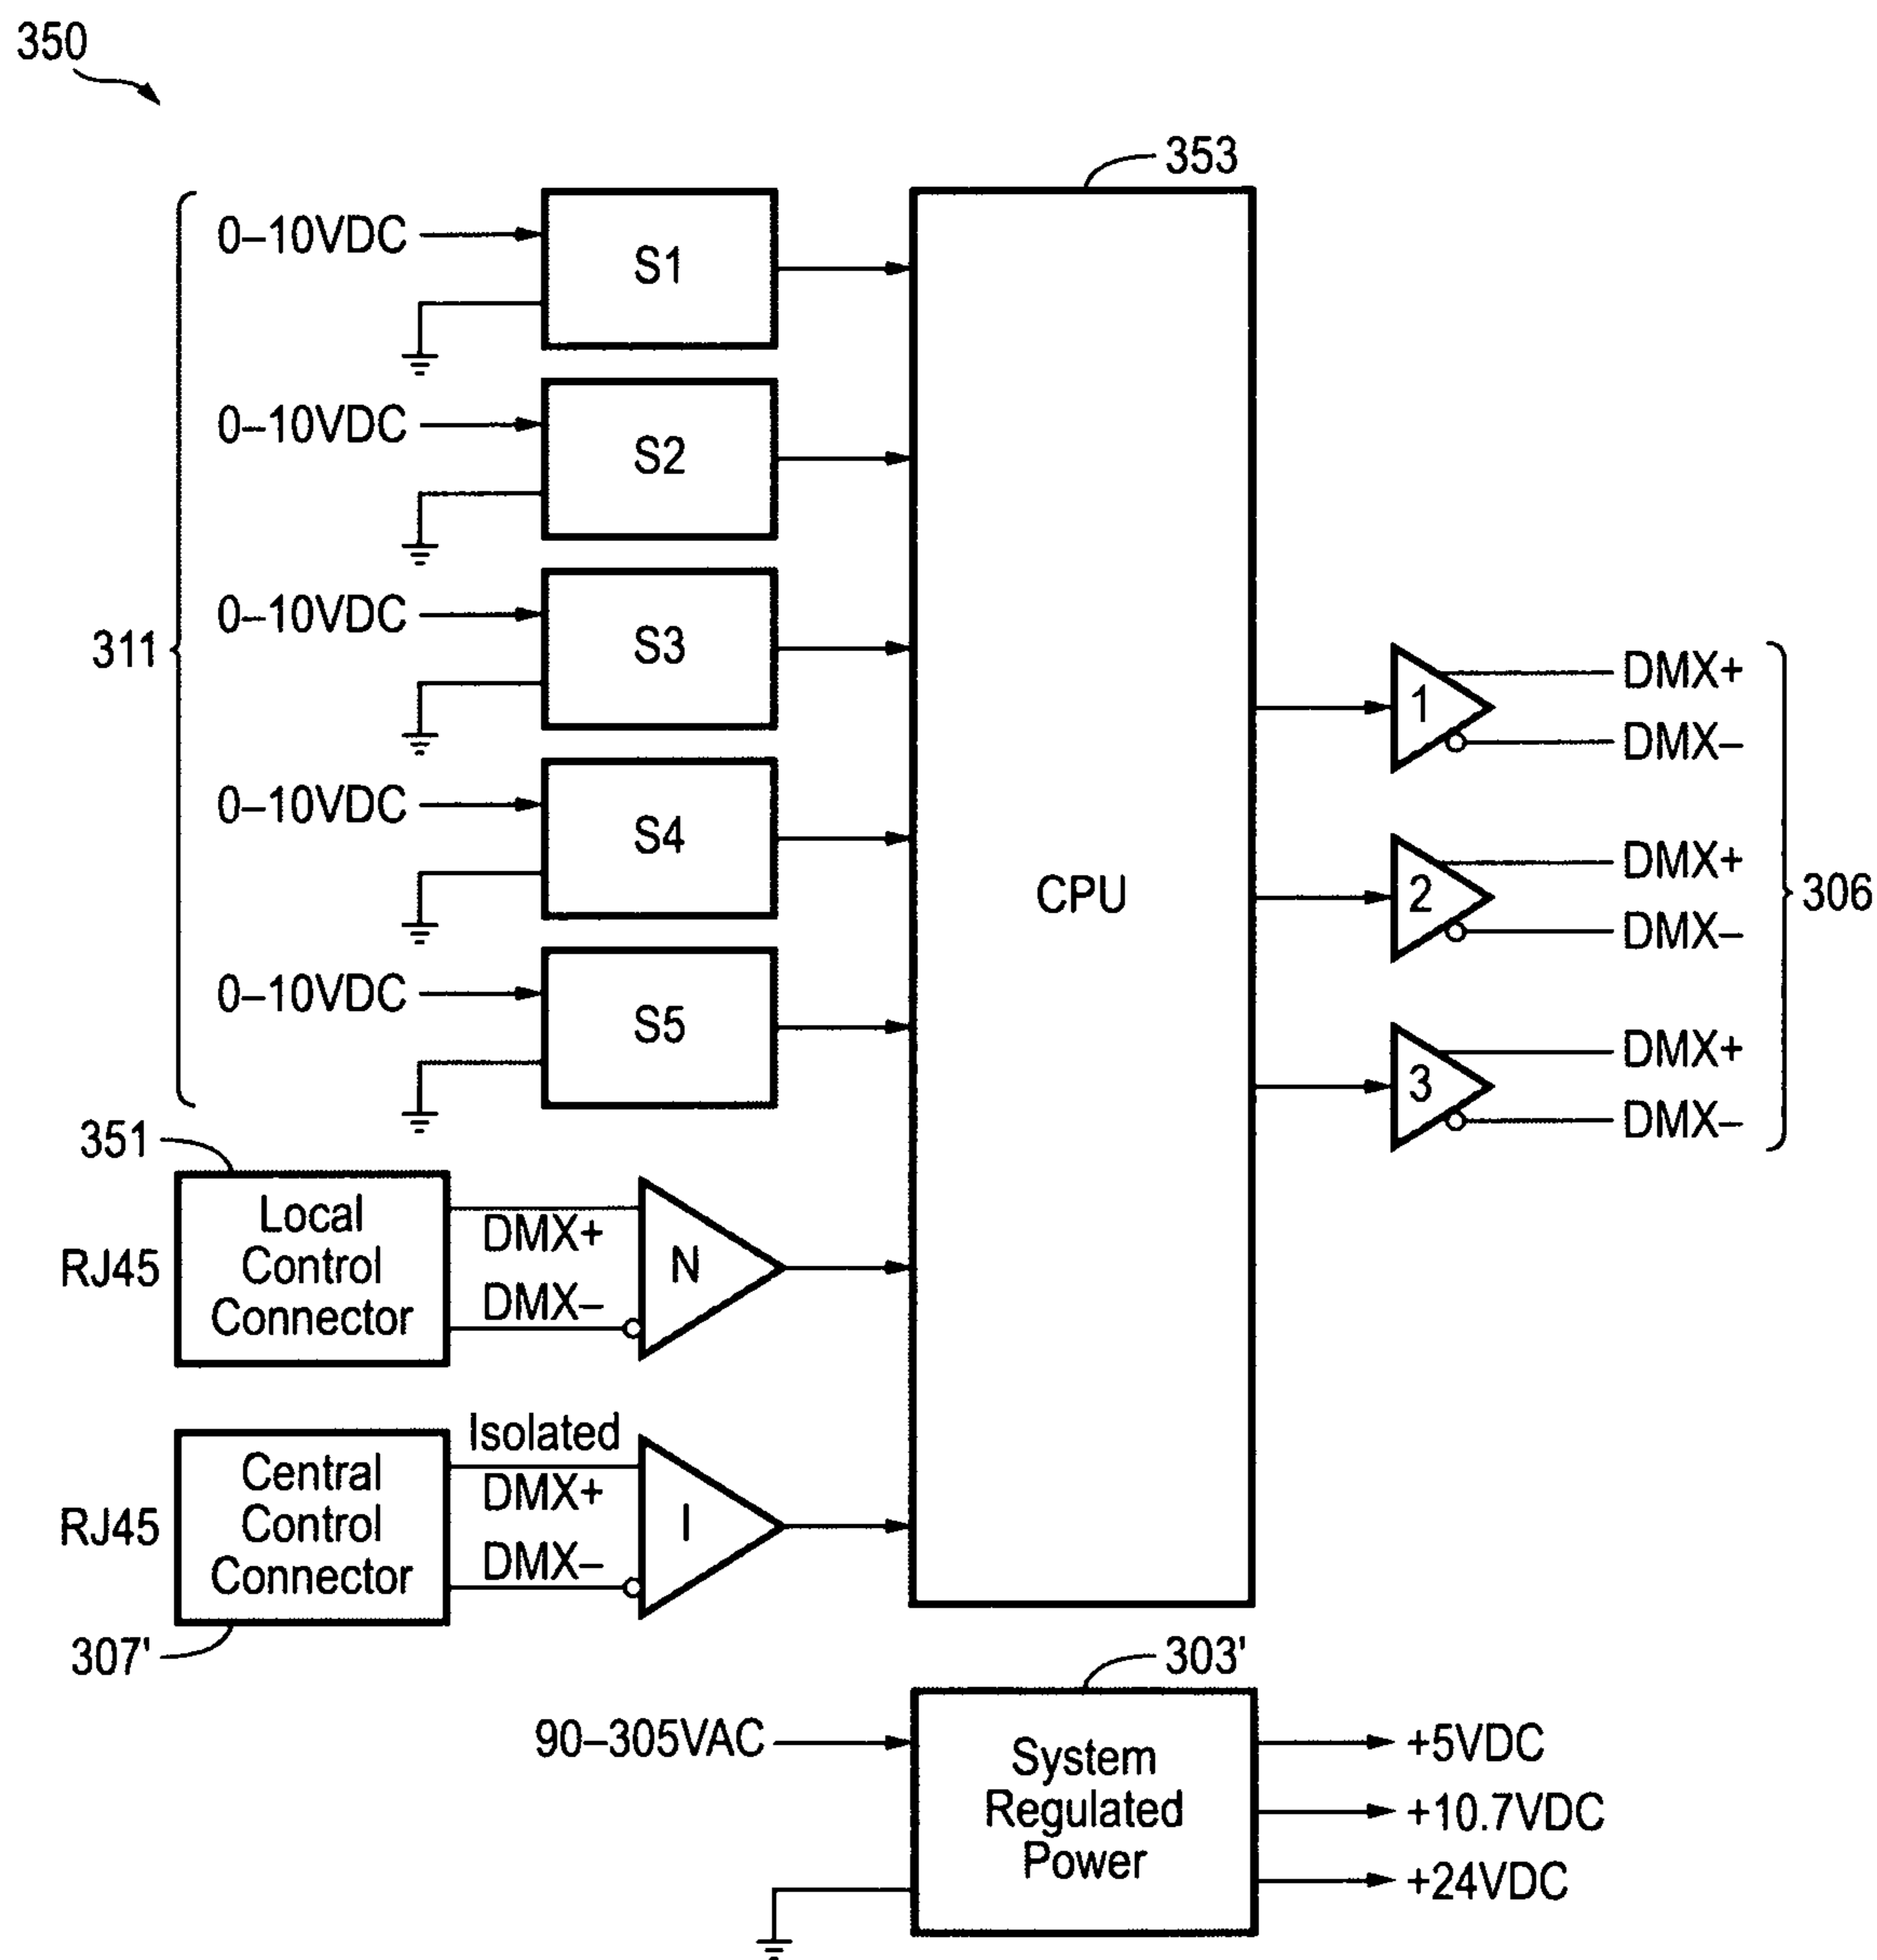 350
353
0–10VDC
S1
0–10VDC
S2
0–10VDC
S3
311
0–10VDC
S4
0–10VDC
S5
CPU
1
DMX+
DMX–
2
DMX+
DMX–
306
3
DMX+
DMX–
351
RJ45
Local
Control
Connector
DMX+
DMX–
N
RJ45
Central
Control
Connector
Isolated
DMX+
DMX–
I
307'
303'
90–305VAC
System
Regulated
Power
+5VDC
+10.7VDC
+24VDC